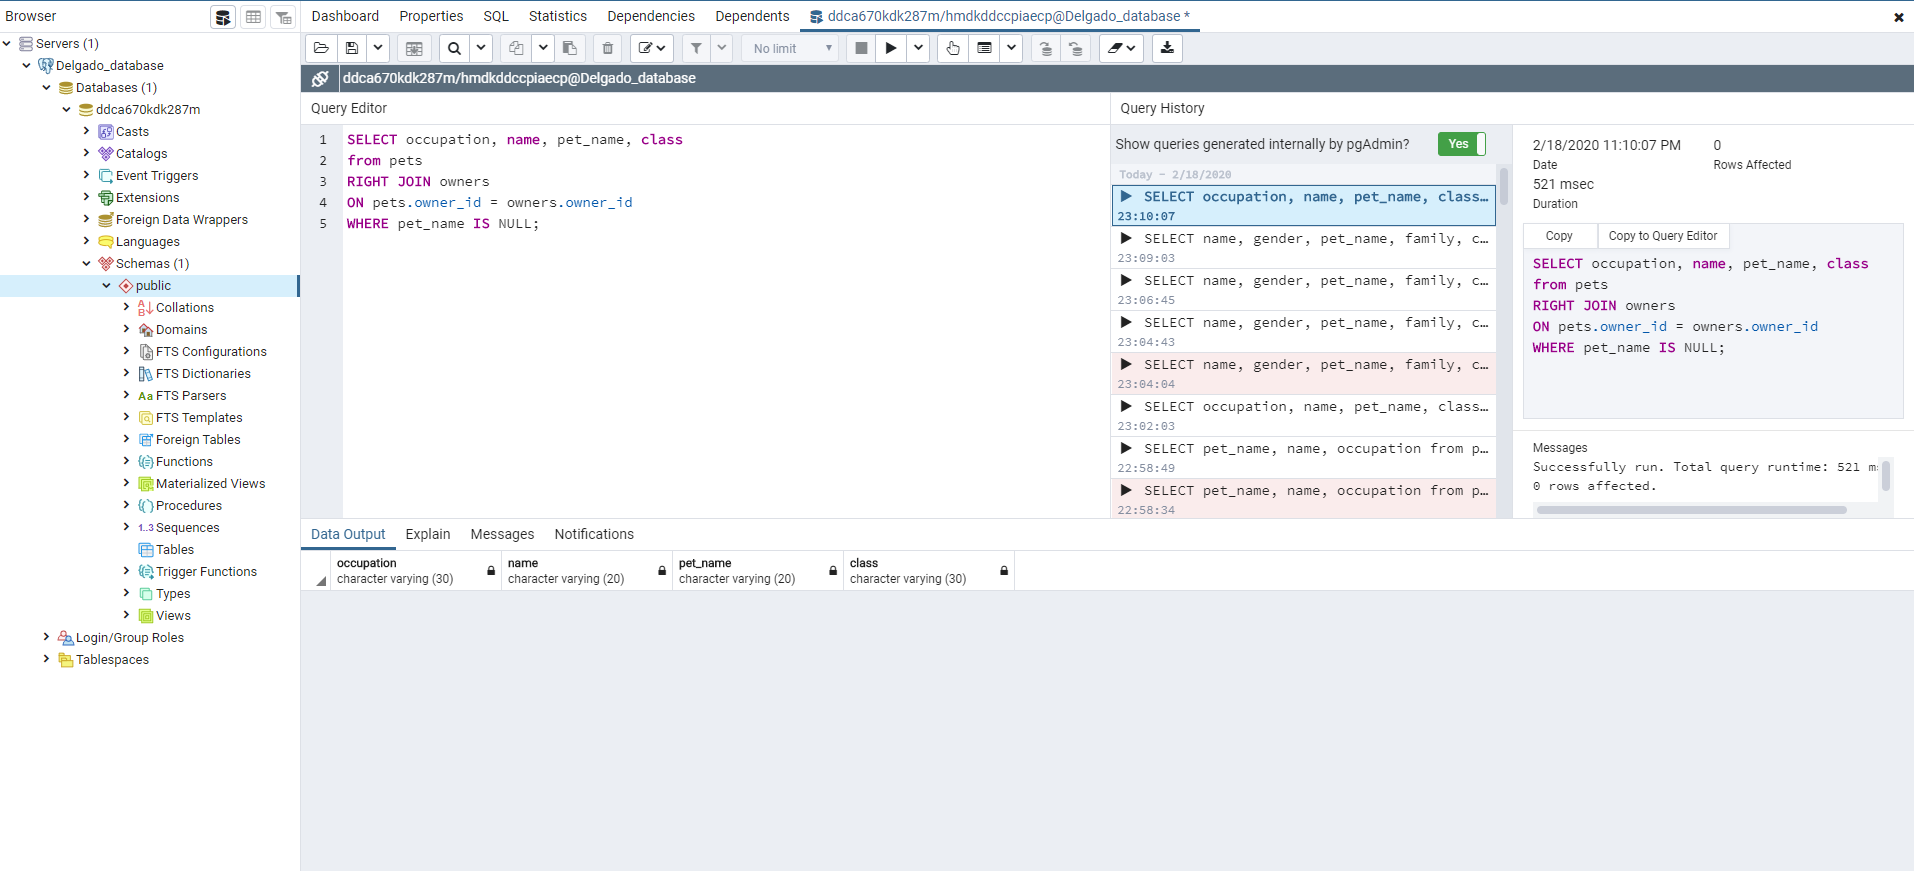 Browser
Dashboard Properties SQL Statistics Dependencies Dependents ddca670kdk287m/hmdkddccpiaecp@Delgado_database *
Servers (1)
Delgado_database
Databases (1)
ddca670kdk287m
Casts
Catalogs
Event Triggers
Extensions
Foreign Data Wrappers
Languages
Schemas (1)
public
Collations
Domains
FTS Configurations
FTS Dictionaries
Aa FTS Parsers
FTS Templates
Foreign Tables
Functions
Materialized Views
Procedures
1..3 Sequences
Tables
Trigger Functions
Types
Views
Login/Group Roles
Tablespaces
No limit
ddca670kdk287m/hmdkddccpiaecp@Delgado_database
Query Editor
1 SELECT occupation, name, pet_name, class
2 from pets
3 RIGHT JOIN owners
4 ON pets.owner_id = owners.owner_id
5 WHERE pet_name IS NULL;
Query History
Show queries generated internally by pgAdmin? Yes
Today - 2/18/2020
SELECT occupation, name, pet_name, class…
23:10:07
SELECT name, gender, pet_name, family, c…
23:09:03
SELECT name, gender, pet_name, family, c…
23:06:45
SELECT name, gender, pet_name, family, c…
23:04:43
SELECT name, gender, pet_name, family, c…
23:04:04
SELECT occupation, name, pet_name, class…
23:02:03
SELECT pet_name, name, occupation from p…
22:58:49
SELECT pet_name, name, occupation from p…
22:58:34
2/18/2020 11:10:07 PM 0
Date Rows Affected
521 msec
Duration
Copy Copy to Query Editor
SELECT occupation, name, pet_name, class
from pets
RIGHT JOIN owners
ON pets.owner_id = owners.owner_id
WHERE pet_name IS NULL;
Messages
Successfully run. Total query runtime: 521 ms
0 rows affected.
Data Output Explain Messages Notifications
occupation name pet_name class
character varying (30) character varying (20) character varying (20) character varying (30)